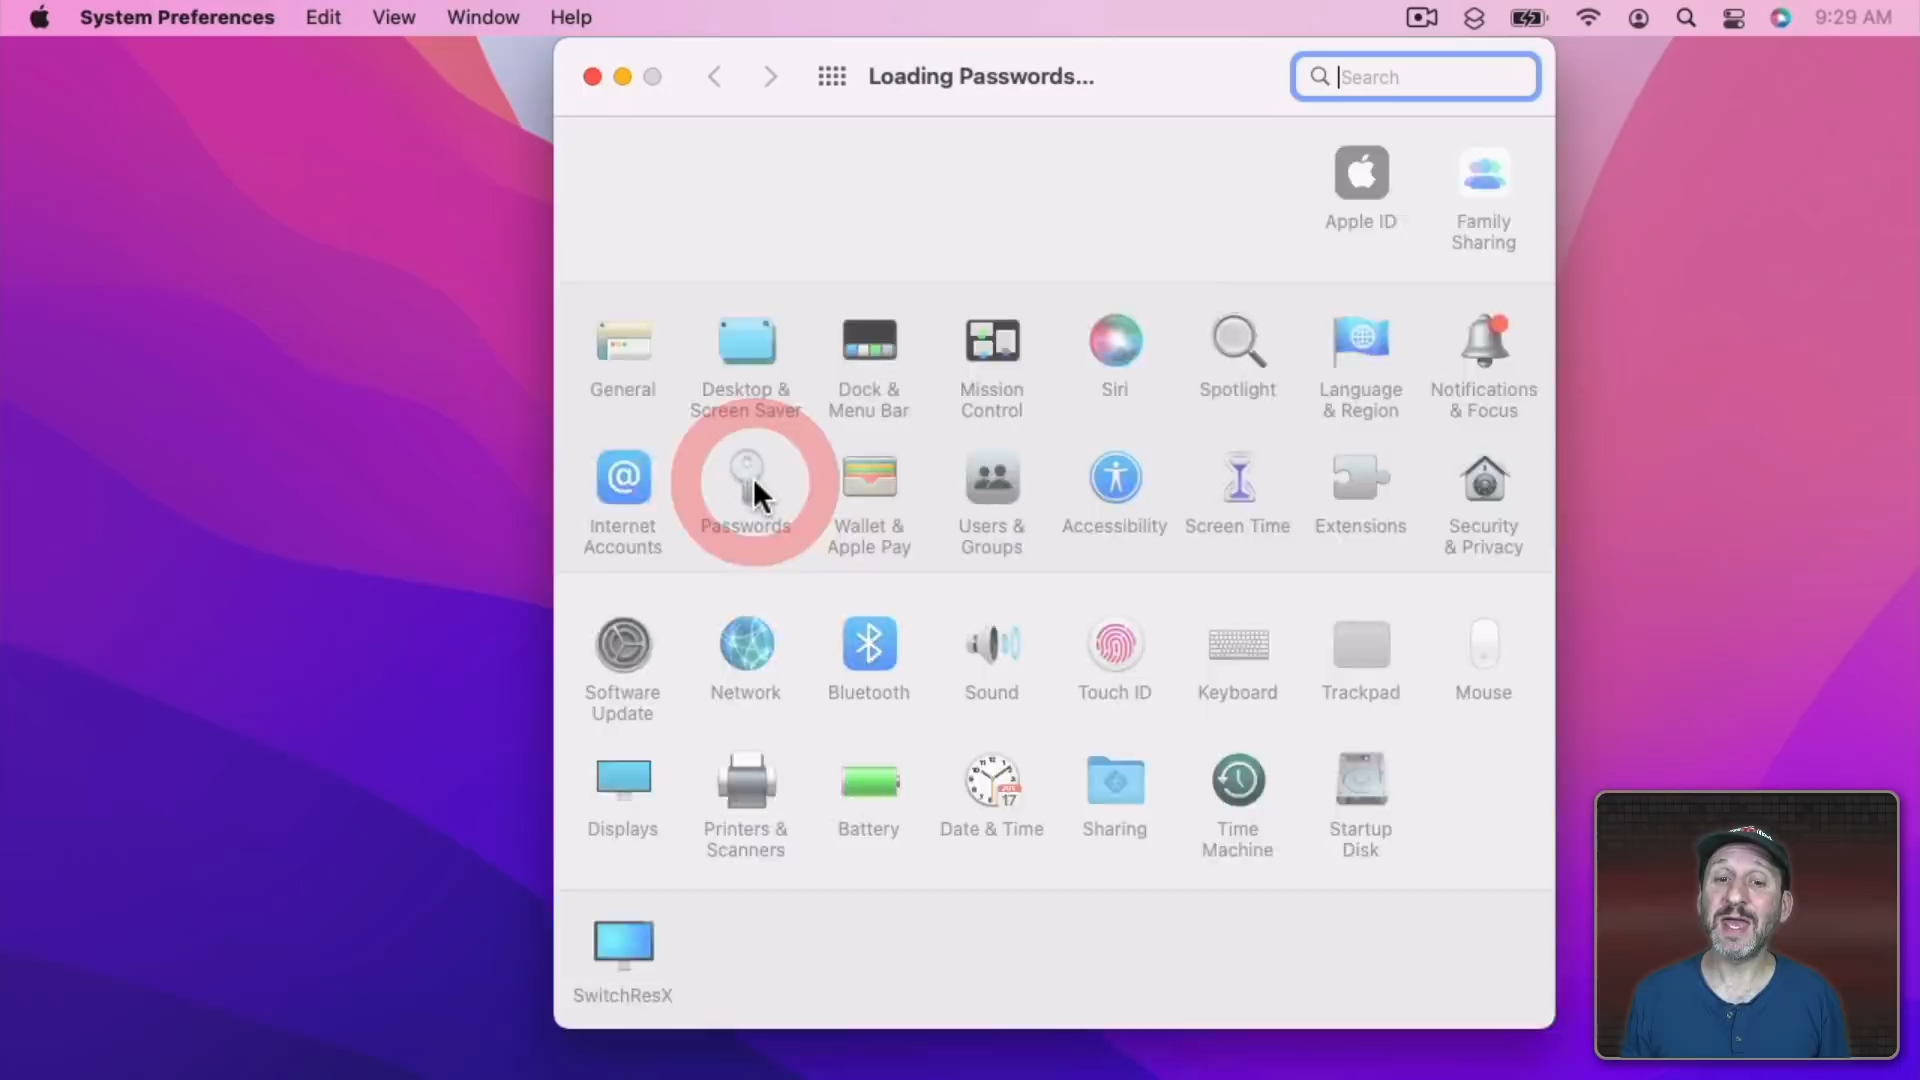 System Preferences Edit View Window Help 9:29 AM
Loading Passwords... Search
Apple ID
Family
Sharing
General
Desktop &
Screen Saver
Dock &
Menu Bar
Mission
Control
Siri
Spotlight
Language
& Region
Notifications
& Focus
Internet
Accounts
Passwords
Wallet &
Apple Pay
Users &
Groups
Accessibility
Screen Time
Extensions
Security
& Privacy
Software
Update
Network
Bluetooth
Sound
Touch ID
Keyboard
Trackpad
Mouse
Displays
Printers &
Scanners
Battery
JUL
17
Date & Time
Sharing
Time
Machine
Startup
Disk
SwitchResX